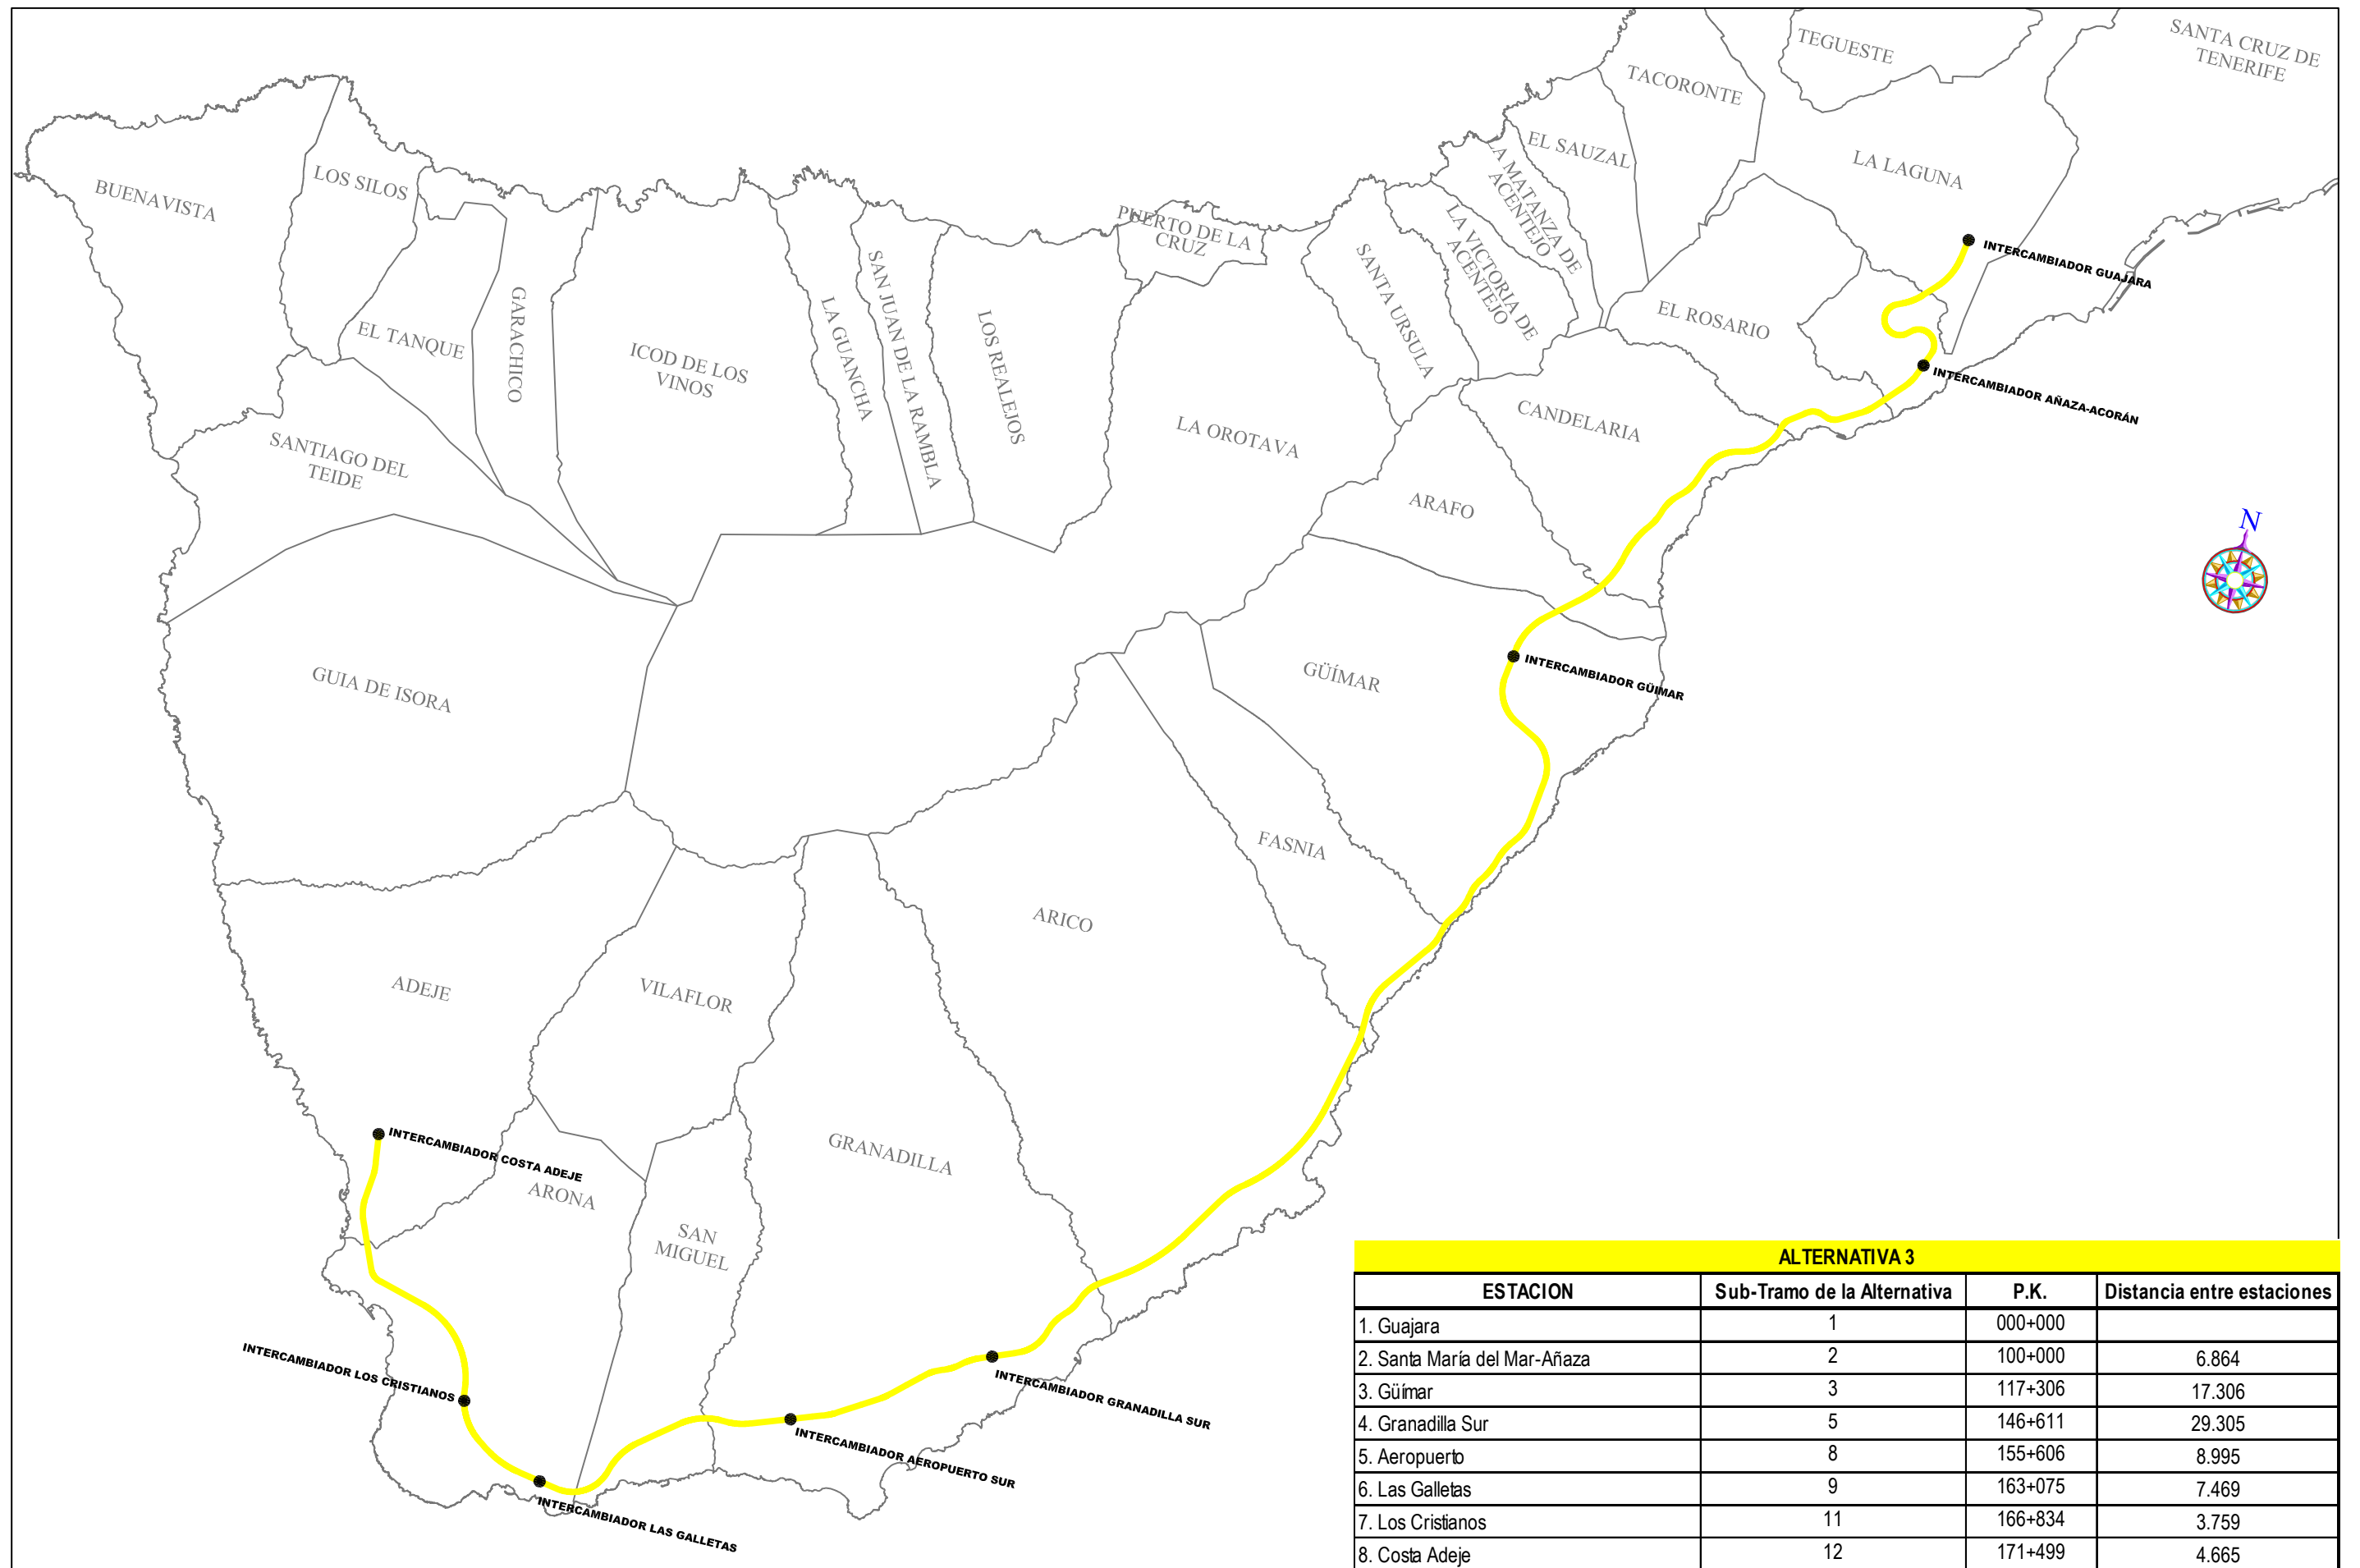 TEGUESTE
SANTA CRUZ DE
TENERIFE
TACORONTE
EL SAUZAL
LA LAGUNA
LA MATANZA DE
ACENTEJO
BUENAVISTA
LOS SILOS
PUERTO DE LA
CRUZ
LA VICTORIA DE
ACENTEJO
SANTA URSULA
INTERCAMBIADOR GUAJARA
EL ROSARIO
EL TANQUE
GARACHICO
ICOD DE LOS
VINOS
LA GUANCHA
SAN JUAN DE LA RAMBLA
LOS REALEJOS
INTERCAMBIADOR AÑAZA-ACORÁN
CANDELARIA
LA OROTAVA
SANTIAGO DEL
TEIDE
ARAFO
N
GUIA DE ISORA
GÜÍMAR
INTERCAMBIADOR GÜIMAR
FASNIA
ARICO
ADEJE
VILAFLOR
INTERCAMBIADOR COSTA ADEJE
ARONA
GRANADILLA
SAN
MIGUEL
INTERCAMBIADOR LOS CRISTIANOS
INTERCAMBIADOR GRANADILLA SUR
INTERCAMBIADOR AEROPUERTO SUR
INTERCAMBIADOR LAS GALLETAS
ALTERNATIVA 3
ESTACION Sub-Tramo de la Alternativa P.K. Distancia entre estaciones
1. Guajara 1 000+000
2. Santa María del Mar-Añaza 2 100+000 6.864
3. Güímar 3 117+306 17.306
4. Granadilla Sur 5 146+611 29.305
5. Aeropuerto 8 155+606 8.995
6. Las Galletas 9 163+075 7.469
7. Los Cristianos 11 166+834 3.759
8. Costa Adeje 12 171+499 4.665